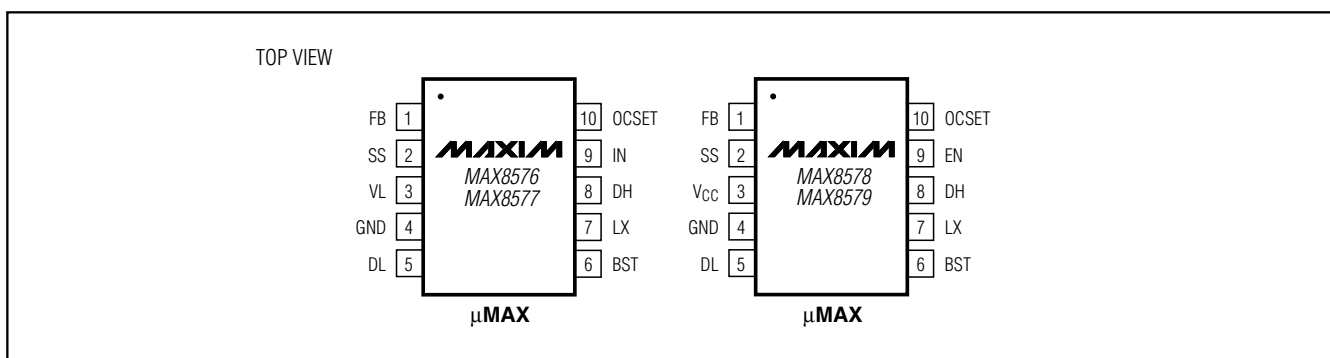 TOP VIEW
FB 1
SS 2
VL 3
GND 4
DL 5
MAXIM
MAX8576
MAX8577
10 OCSET
9 IN
8 DH
7 LX
6 BST
µMAX
FB 1
SS 2
VCC 3
GND 4
DL 5
MAXIM
MAX8578
MAX8579
10 OCSET
9 EN
8 DH
7 LX
6 BST
µMAX